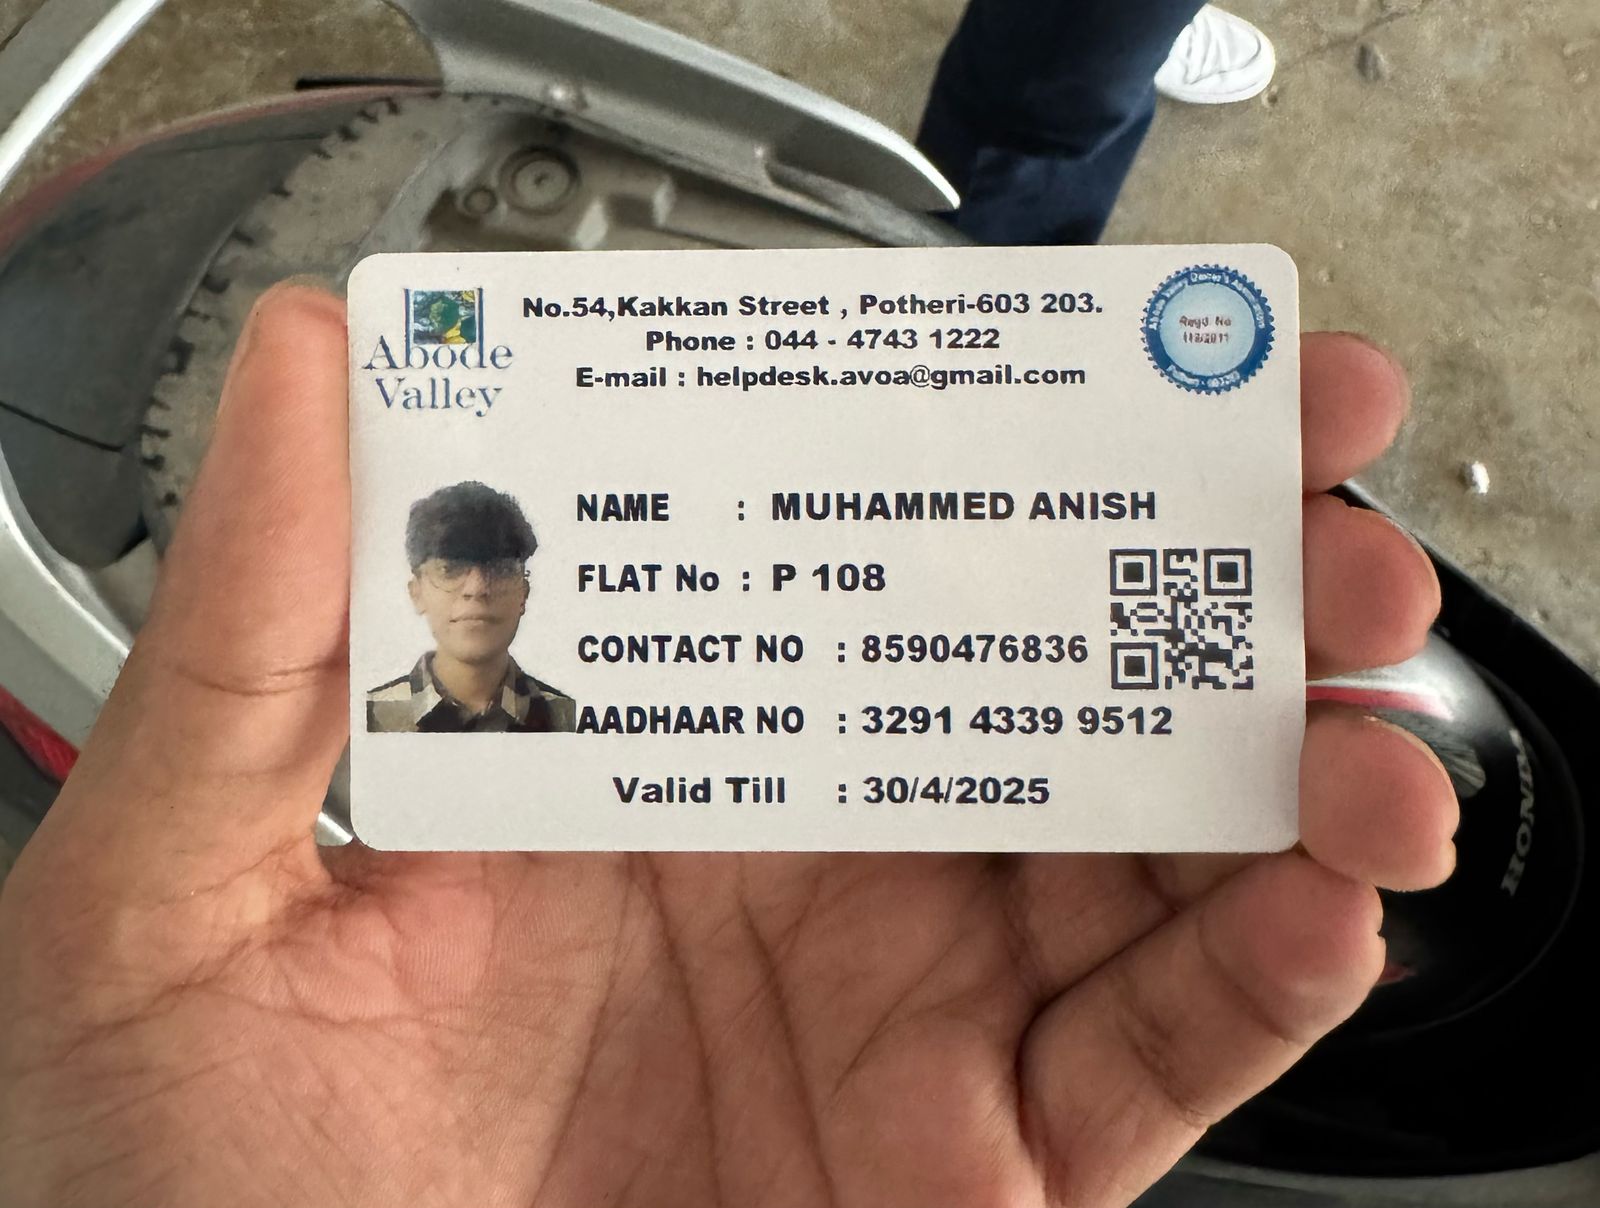 Abode
Valley
No.54,Kakkan Street , Potheri-603 203.
Phone : 044 - 4743 1222
E-mail : helpdesk.avoa@gmail.com
Regd. No
NAME : MUHAMMED ANISH
FLAT No : P 108
CONTACT NO : 8590476836
AADHAAR NO : 3291 4339 9512
Valid Till : 30/4/2025
HONDA